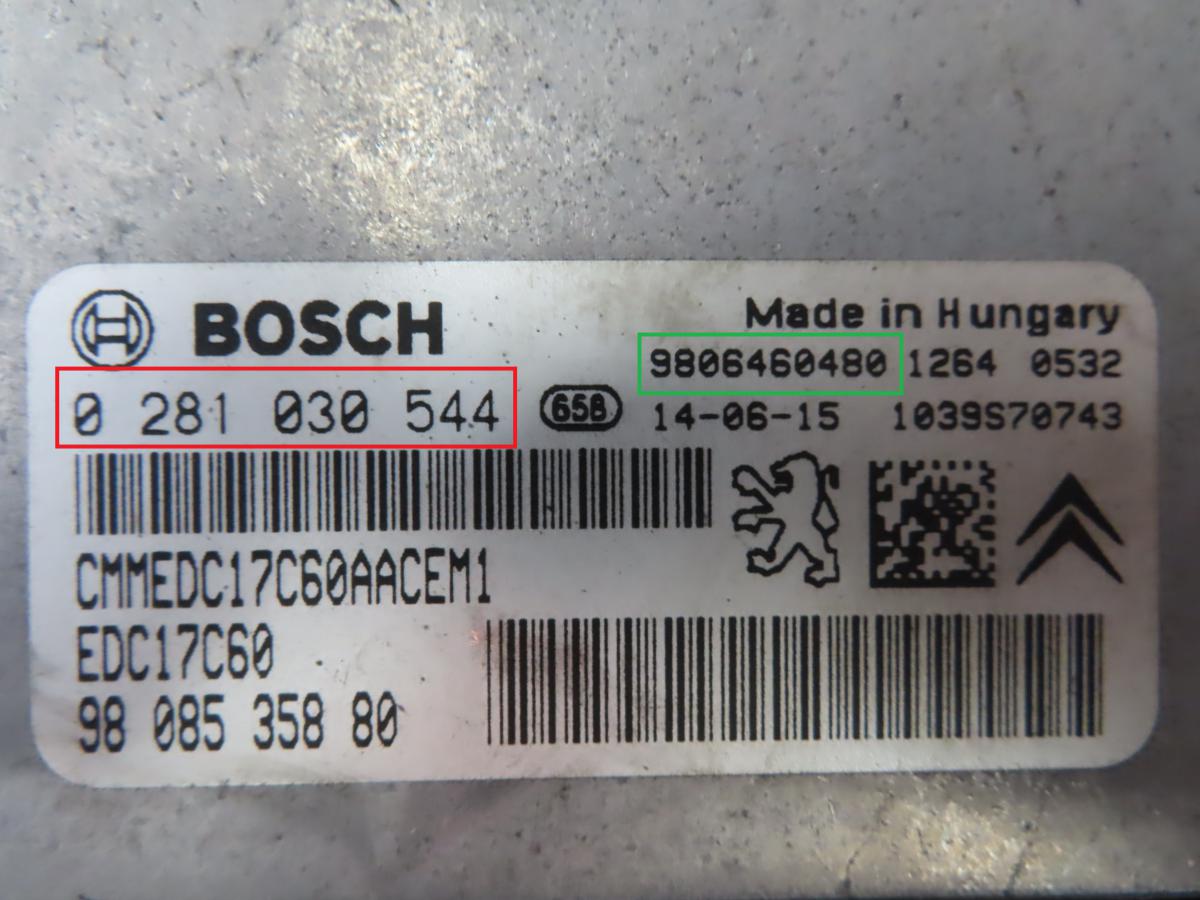 BOSCH
Made in Hungary
9806460480 1264 0532
0 281 030 544
65B
14-06-15 1039S70743
CMMEDC17C60AACEM1
EDC17C60
98 085 358 80